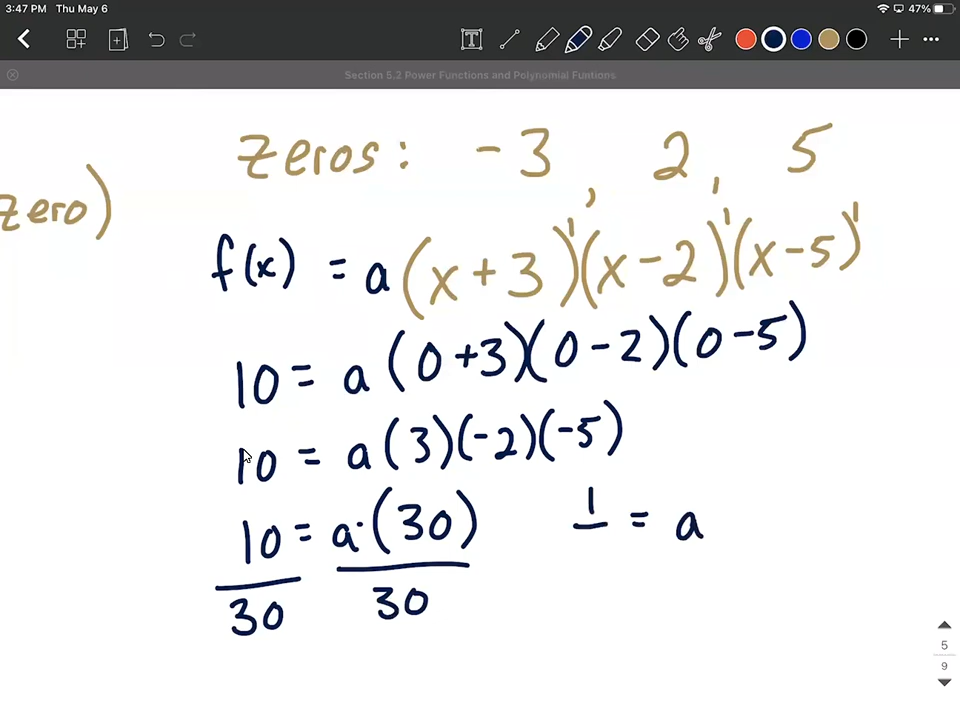 3:47 PM Thu May 6
47%
Section 5.2 Power Functions and Polynomial Funtions
zeros: -3, 2, 5
zero)
f(x) = a(x+3)¹(x-2)¹(x-5)¹
10 = a(0+3)(0-2)(0-5)
10 = a(3)(-2)(-5)
10 = a·(30)
30 30
1 = a
5
9